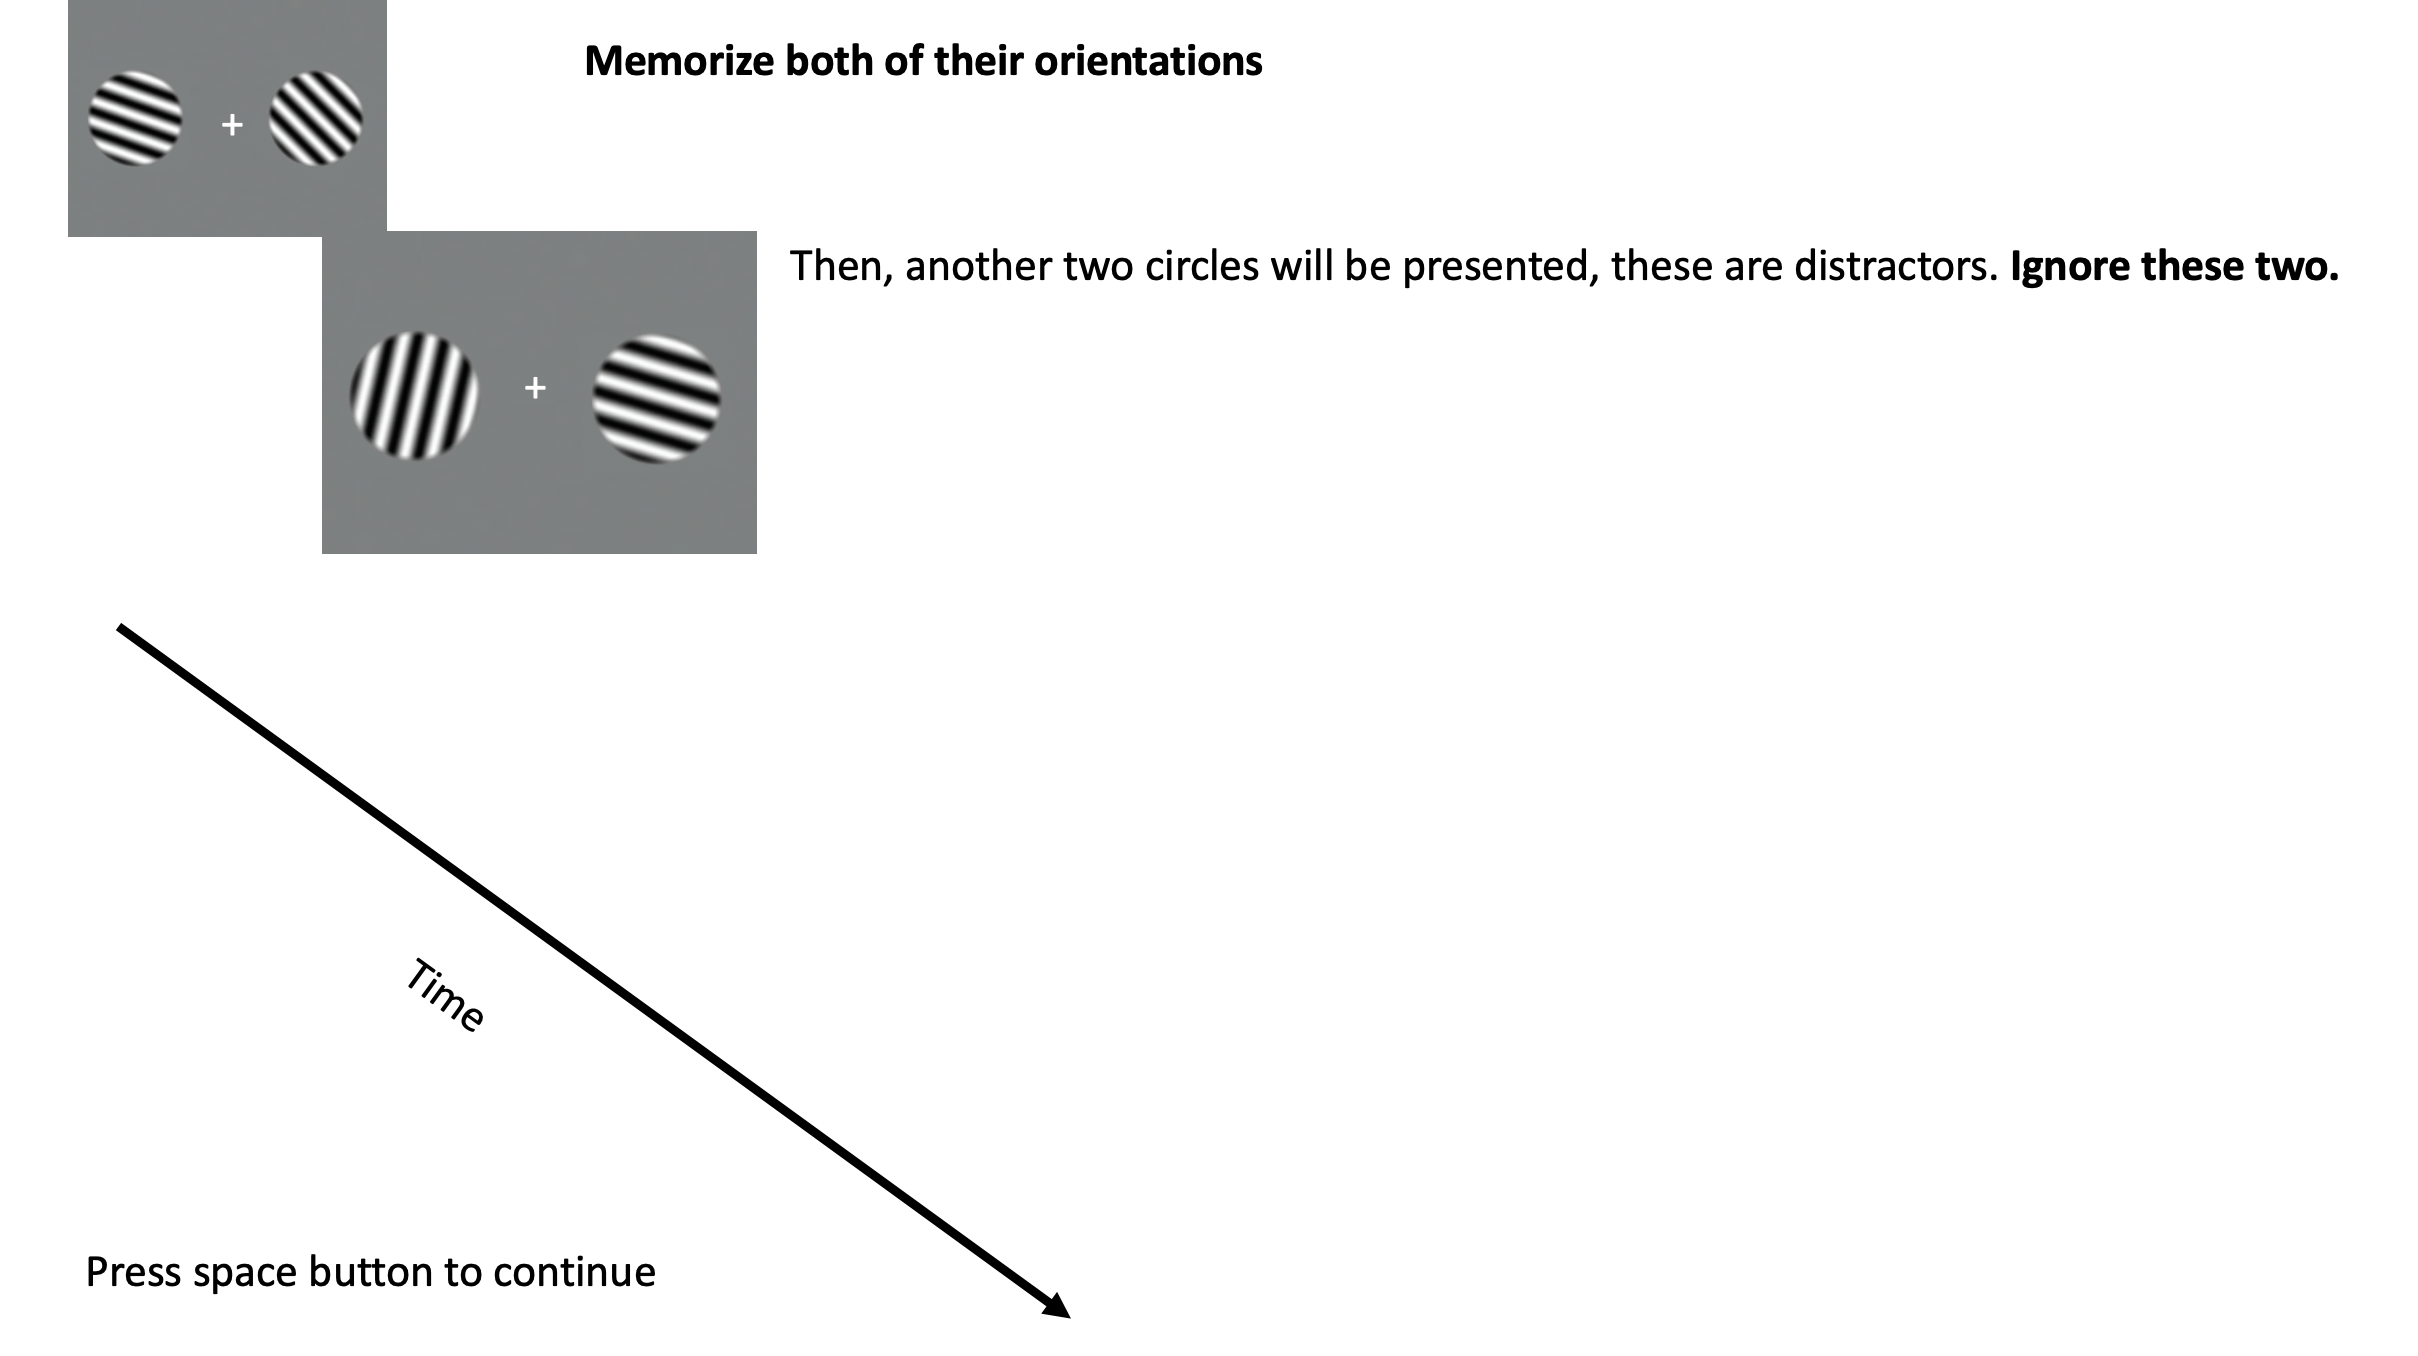 Memorize both of their orientations
Then, another two circles will be presented, these are distractors. Ignore these two.
Time
Press space button to continue